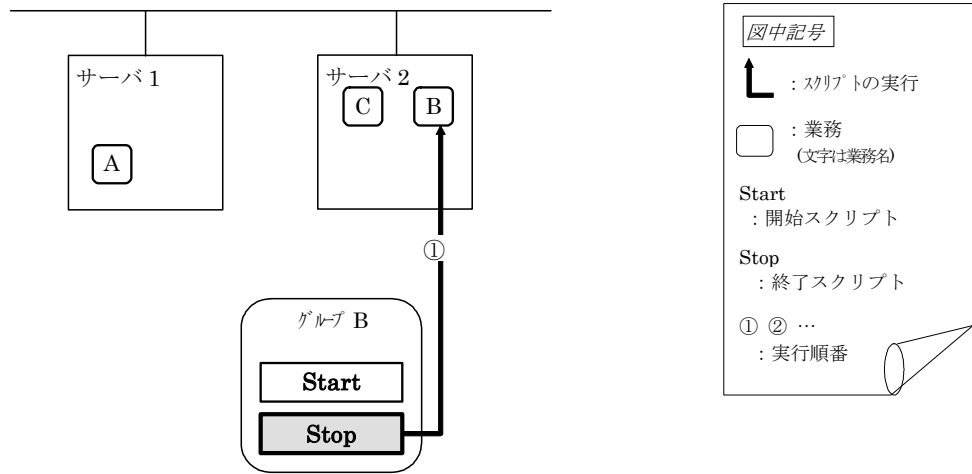 サーバ 1
サーバ 2
C
B
A
①
グループ B
Start
Stop
図中記号
：スクリプトの実行
：業務
(文字は業務名)
Start
：開始スクリプト
Stop
：終了スクリプト
① ② …
：実行順番